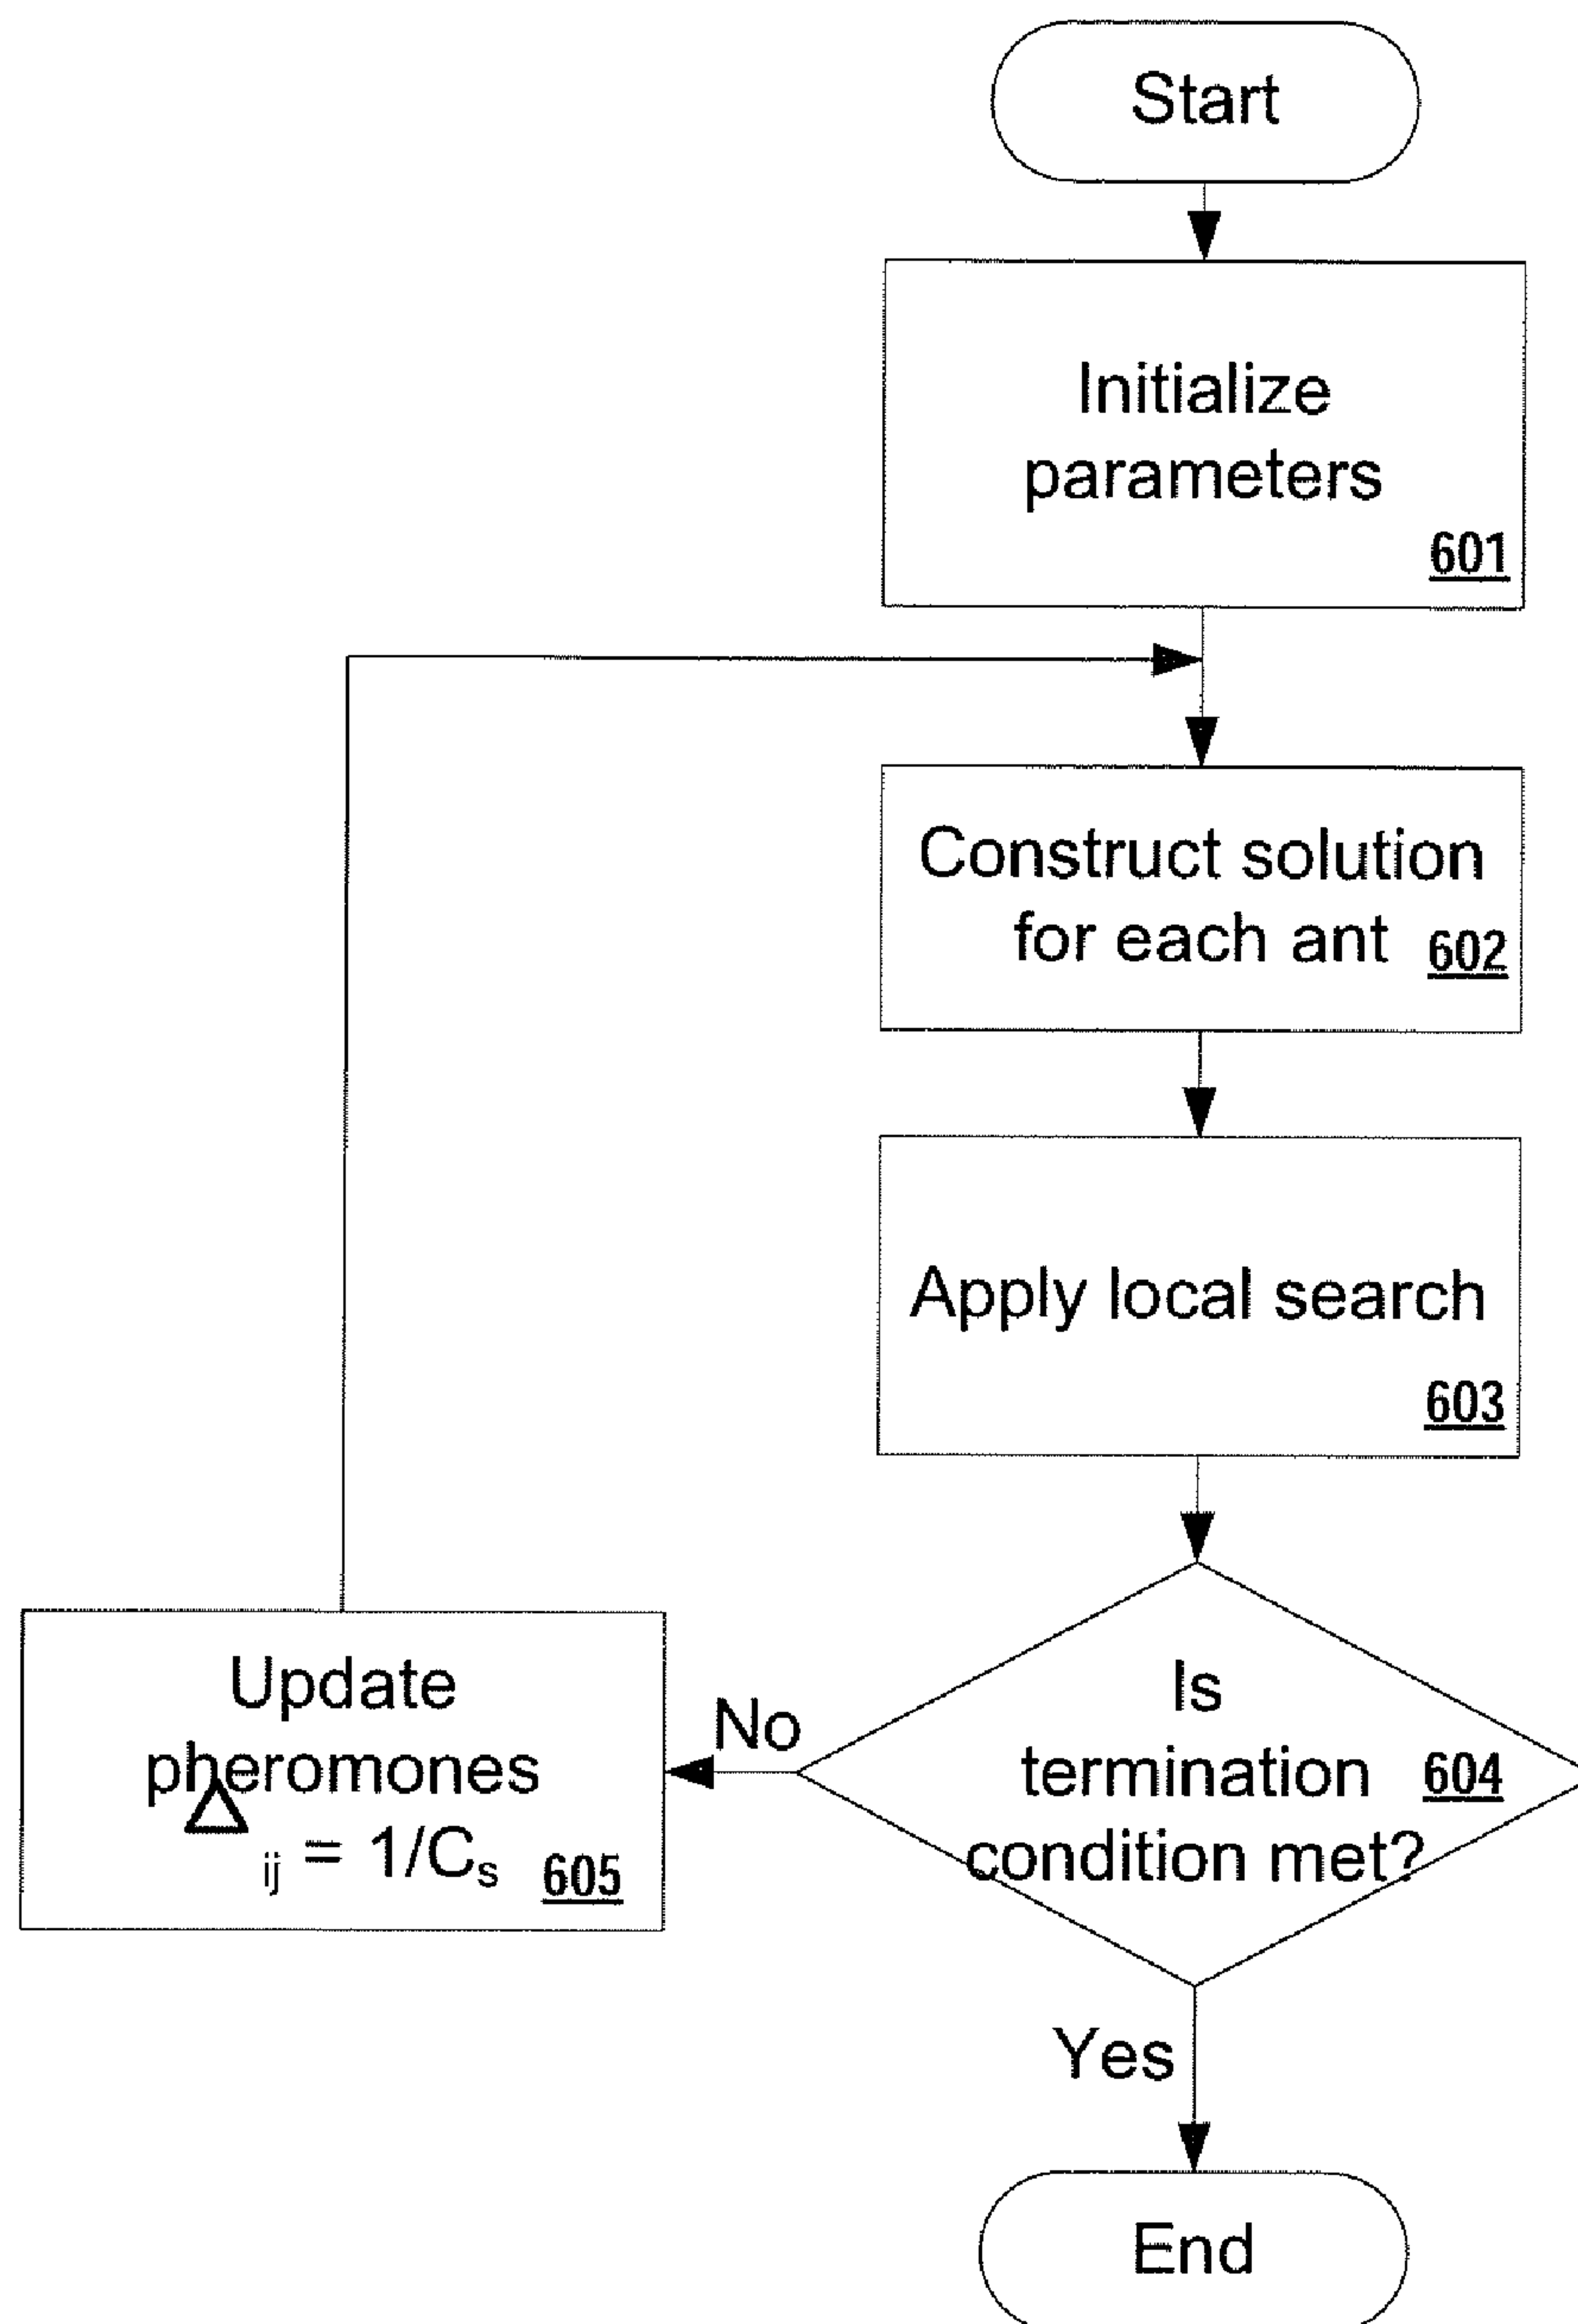 Start
Initialize
parameters
601
Construct solution
for each ant 602
Apply local search
603
Is
termination 604
condition met?
No
Update
pheromones
Δ
ij = 1/Cs 605
Yes
End